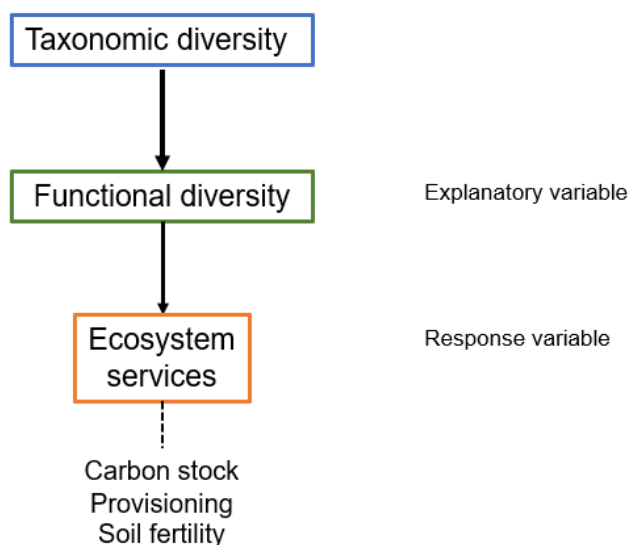 Taxonomic diversity
Functional diversity
Explanatory variable
Ecosystem
services
Response variable
Carbon stock
Provisioning
Soil fertility